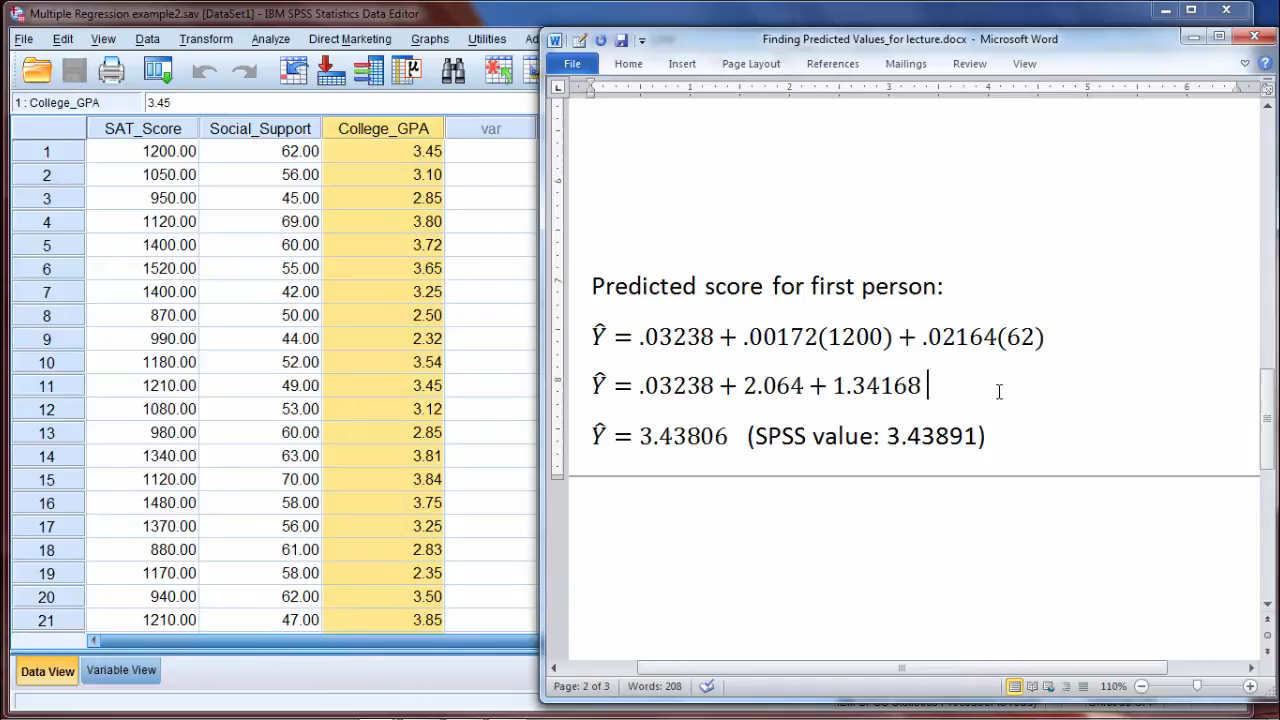 Multiple Regression example2.sav [DataSet1] - IBM SPSS Statistics Data Editor
File Edit View Data Transform Analyze Direct Marketing Graphs Utilities Ad
1 : College_GPA 3.45
SAT_Score Social_Support College_GPA var
1 1200.00 62.00 3.45
2 1050.00 56.00 3.10
3 950.00 45.00 2.85
4 1120.00 69.00 3.80
5 1400.00 60.00 3.72
6 1520.00 55.00 3.65
7 1400.00 42.00 3.25
8 870.00 50.00 2.50
9 990.00 44.00 2.32
10 1180.00 52.00 3.54
11 1210.00 49.00 3.45
12 1080.00 53.00 3.12
13 980.00 60.00 2.85
14 1340.00 63.00 3.81
15 1120.00 70.00 3.84
16 1480.00 58.00 3.75
17 1370.00 56.00 3.25
18 880.00 61.00 2.83
19 1170.00 58.00 2.35
20 940.00 62.00 3.50
21 1210.00 47.00 3.85
Data View Variable View
Finding Predicted Values_for lecture.docx - Microsoft Word
File Home Insert Page Layout References Mailings Review View
1 2 3 4 5 6
Predicted score for first person:
Ŷ = .03238 + .00172(1200) + .02164(62)
Ŷ = .03238 + 2.064 + 1.34168
Ŷ = 3.43806 (SPSS value: 3.43891)
Page: 2 of 3 Words: 208 110%